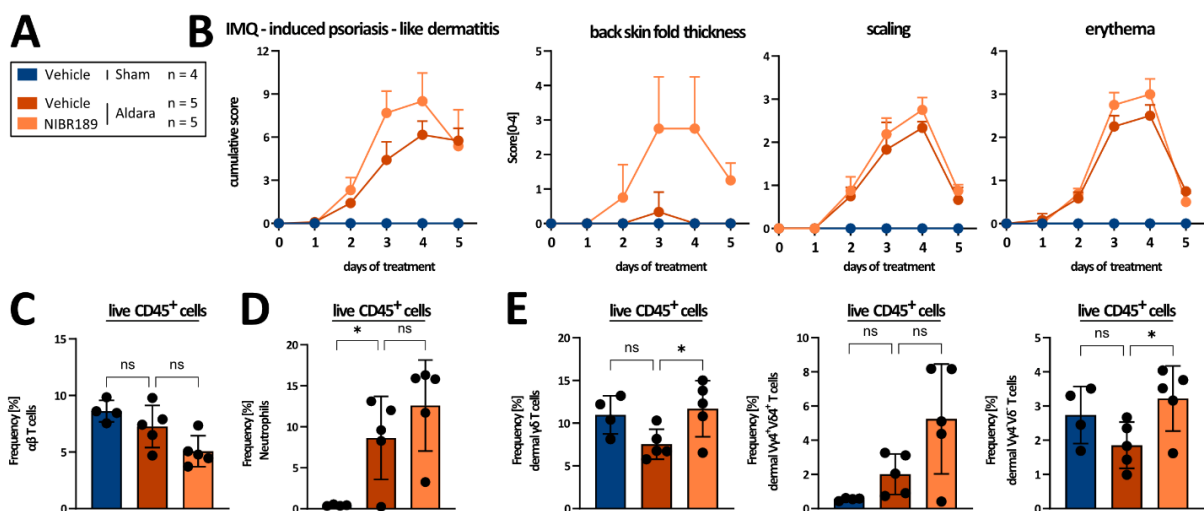 A
Vehicle Sham n = 4
Vehicle Aldara n = 5
NIBR189 n = 5
B
IMQ - induced psoriasis - like dermatitis
cumulative score
12
9
6
3
0
0 1 2 3 4 5
days of treatment
back skin fold thickness
Score[0-4]
5
4
3
2
1
0
0 1 2 3 4 5
days of treatment
scaling
4
3
2
1
0
0 1 2 3 4 5
days of treatment
erythema
4
3
2
1
0
0 1 2 3 4 5
days of treatment
C
live CD45⁺ cells
Frequency [%]
αβ T cells
15
10
5
0
ns ns
D
live CD45⁺ cells
Frequency [%]
Neutrophils
20
15
10
5
0
* ns
E
live CD45⁺ cells
Frequency [%]
dermal γδ T cells
20
15
10
5
0
ns *
live CD45⁺ cells
Frequency [%]
dermal Vγ4⁺ Vδ4⁺ T cells
10
8
6
4
2
0
ns ns
live CD45⁺ cells
Frequency [%]
dermal Vγ4⁻ Vδ⁻ T cells
5
4
3
2
1
0
ns *